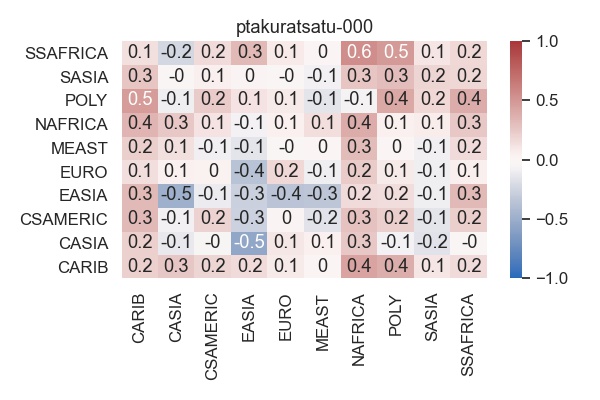 ptakuratsatu-000
SSAFRICA 0.1 -0.2 0.2 0.3 0.1 0 0.6 0.5 0.1 0.2
SASIA 0.3 -0 0.1 0 -0 -0.1 0.3 0.3 0.2 0.2
POLY 0.5 -0.1 0.2 0.1 0.1 -0.1 -0.1 0.4 0.2 0.4
NAFRICA 0.4 0.3 0.1 -0.1 0.1 0.1 0.4 0.1 0.1 0.3
MEAST 0.2 0.1 -0.1 -0.1 -0 0 0.3 0 -0.1 0.2
EURO 0.1 0.1 0 -0.4 0.2 -0.1 0.2 0.1 -0.1 0.1
EASIA 0.3 -0.5 -0.1 -0.3 -0.4 -0.3 0.2 0.2 -0.1 0.3
CSAMERIC 0.3 -0.1 0.2 -0.3 0 -0.2 0.3 0.2 -0.1 0.2
CASIA 0.2 -0.1 -0 -0.5 0.1 0.1 0.3 -0.1 -0.2 -0
CARIB 0.2 0.3 0.2 0.2 0.1 0 0.4 0.4 0.1 0.2
CARIB CASIA CSAMERIC EASIA EURO MEAST NAFRICA POLY SASIA SSAFRICA
1.0
0.5
0.0
−0.5
−1.0